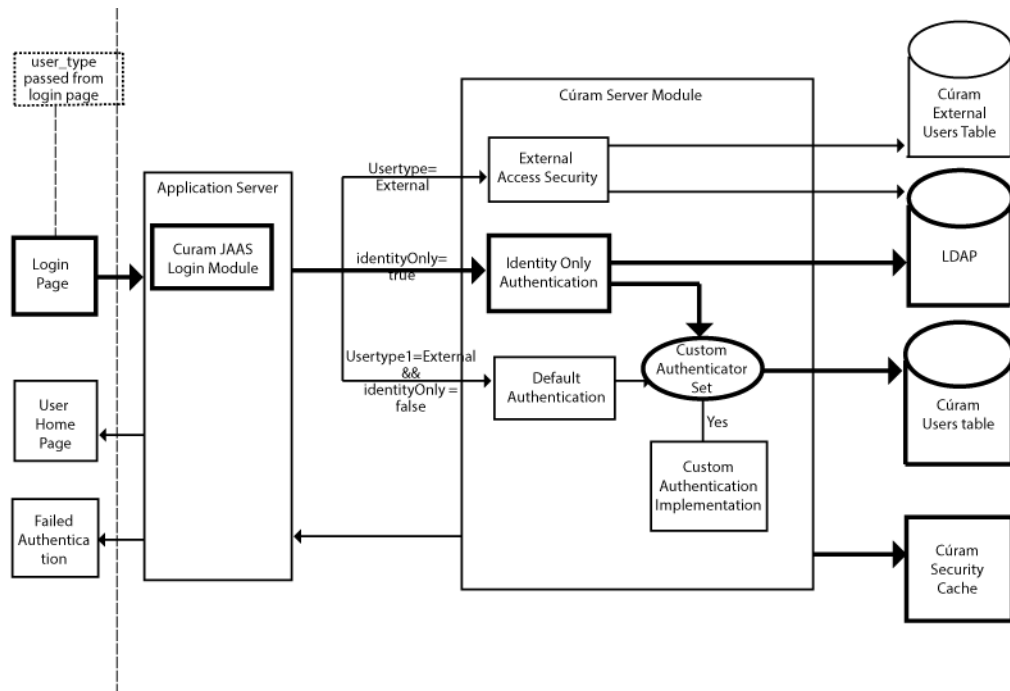 user_type
passed from
login page
Login
Page
User
Home
Page
Failed
Authentica
tion
Application Server
Curam JAAS
Login Module
Usertype=
External
identityOnly=
true
Usertype1=External
&&
identityOnly =
false
Cúram Server Module
External
Access Security
Identity Only
Authentication
Default
Authentication
Custom
Authenticator
Set
Yes
Custom
Authentication
Implementation
Cúram
External
Users Table
LDAP
Cúram
Users table
Cúram
Security
Cache